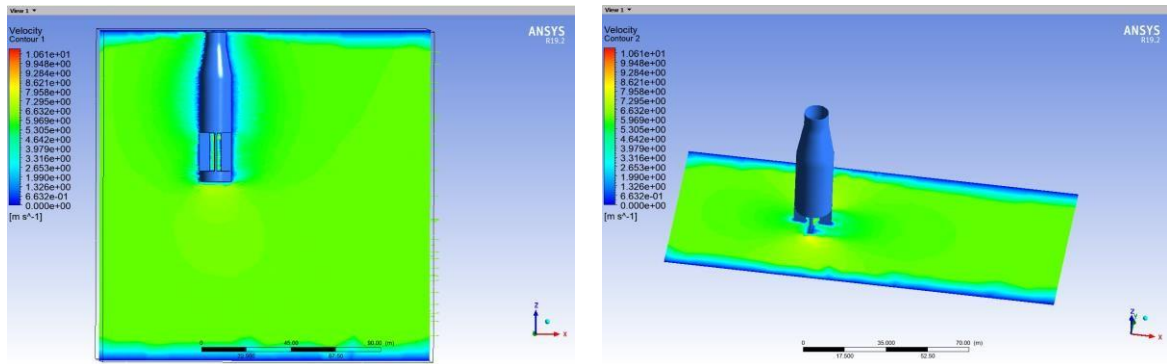 View 1 ▼
Velocity
Contour 1
1.061e+01
9.948e+00
9.284e+00
8.621e+00
7.958e+00
7.295e+00
6.632e+00
5.969e+00
5.305e+00
4.642e+00
3.979e+00
3.316e+00
2.653e+00
1.990e+00
1.326e+00
6.632e-01
0.000e+00
[m s^-1]
ANSYS
R19.2
0
45.00
90.00 (m)
67.50
Z
X
View 1 ▼
Velocity
Contour 2
1.061e+01
9.948e+00
9.284e+00
8.621e+00
7.958e+00
7.295e+00
6.632e+00
5.969e+00
5.305e+00
4.642e+00
3.979e+00
3.316e+00
2.653e+00
1.990e+00
1.326e+00
6.632e-01
0.000e+00
[m s^-1]
ANSYS
R19.2
0
35.000
70.00 (m)
17.500
52.50
Z
Y
X